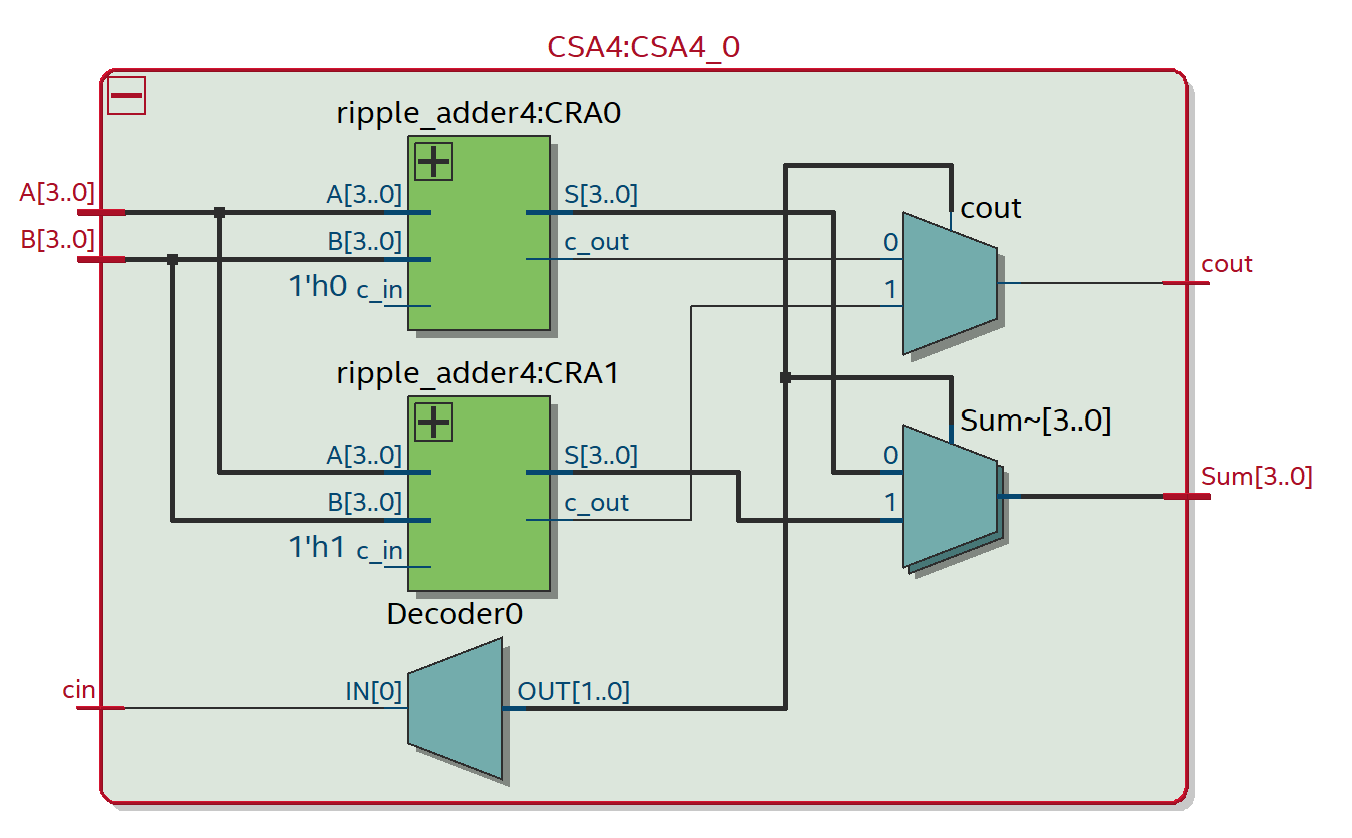 CSA4:CSA4_0
ripple_adder4:CRA0
A[3..0]
B[3..0]
A[3..0]
B[3..0]
1'h0 c_in
S[3..0]
c_out
cout
0
1
cout
ripple_adder4:CRA1
A[3..0]
B[3..0]
1'h1 c_in
S[3..0]
c_out
Sum~[3..0]
0
1
Sum[3..0]
Decoder0
cin
IN[0]
OUT[1..0]